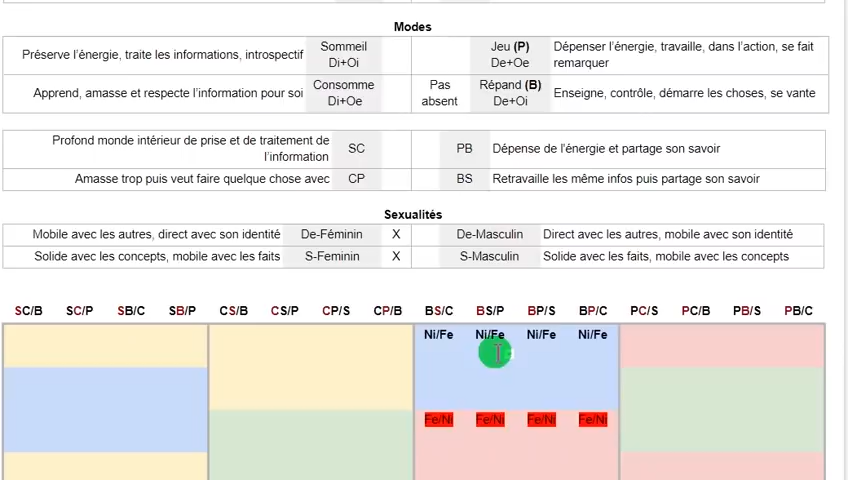 Modes
Préserve l'énergie, traite les informations, introspectif Sommeil Di+Oi Jeu (P) De+Oe Dépenser l'énergie, travaille, dans l'action, se fait remarquer
Apprend, amasse et respecte l'information pour soi Consomme Di+Oe Pas absent Répand (B) De+Oi Enseigne, contrôle, démarre les choses, se vante
Profond monde intérieur de prise et de traitement de l'information SC PB Dépense de l'énergie et partage son savoir
Amasse trop puis veut faire quelque chose avec CP BS Retravaille les même infos puis partage son savoir
Sexualités
Mobile avec les autres, direct avec son identité De-Féminin X De-Masculin Direct avec les autres, mobile avec son identité
Solide avec les concepts, mobile avec les faits S-Feminin X S-Masculin Solide avec les faits, mobile avec les concepts
SC/B SC/P SB/C SB/P CS/B CS/P CP/S CP/B BS/C BS/P BP/S BP/C PC/S PC/B PB/S PB/C
Ni/Fe Ni/Fe Ni/Fe Ni/Fe
Fe/Ni Fe/Ni Fe/Ni Fe/Ni